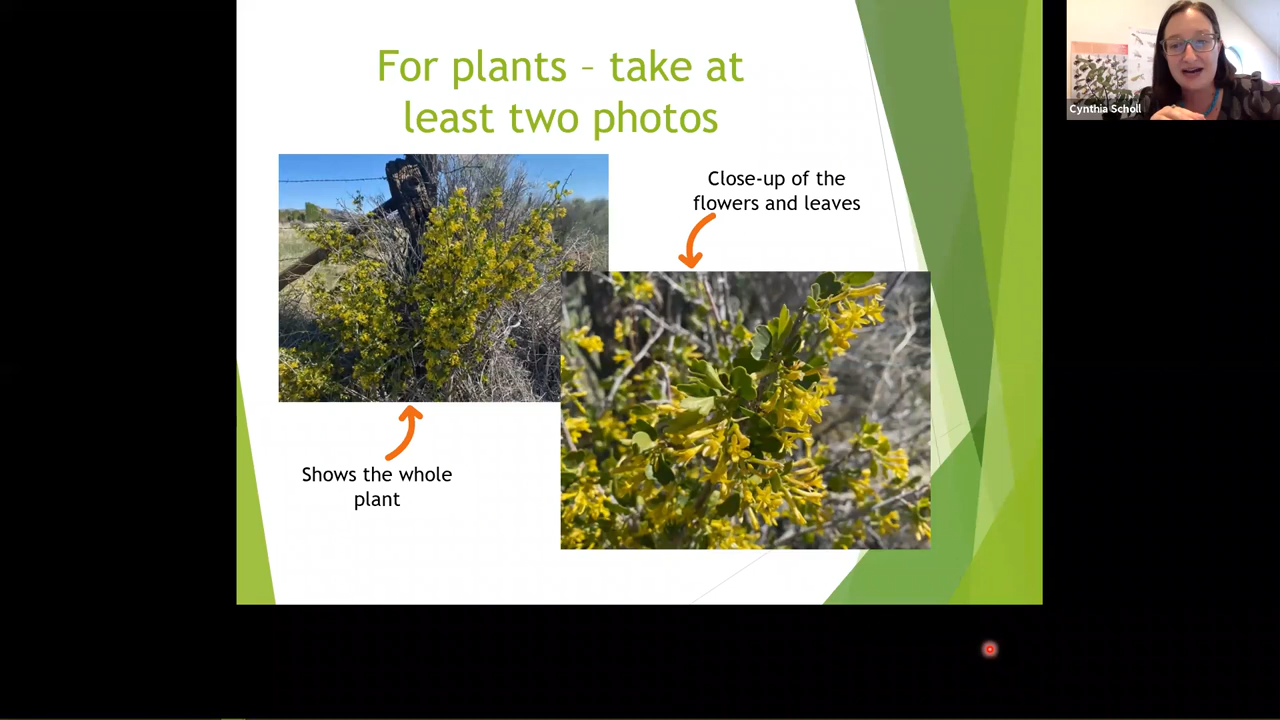 For plants – take at
least two photos
Close-up of the
flowers and leaves
Shows the whole
plant
Cynthia Scholl